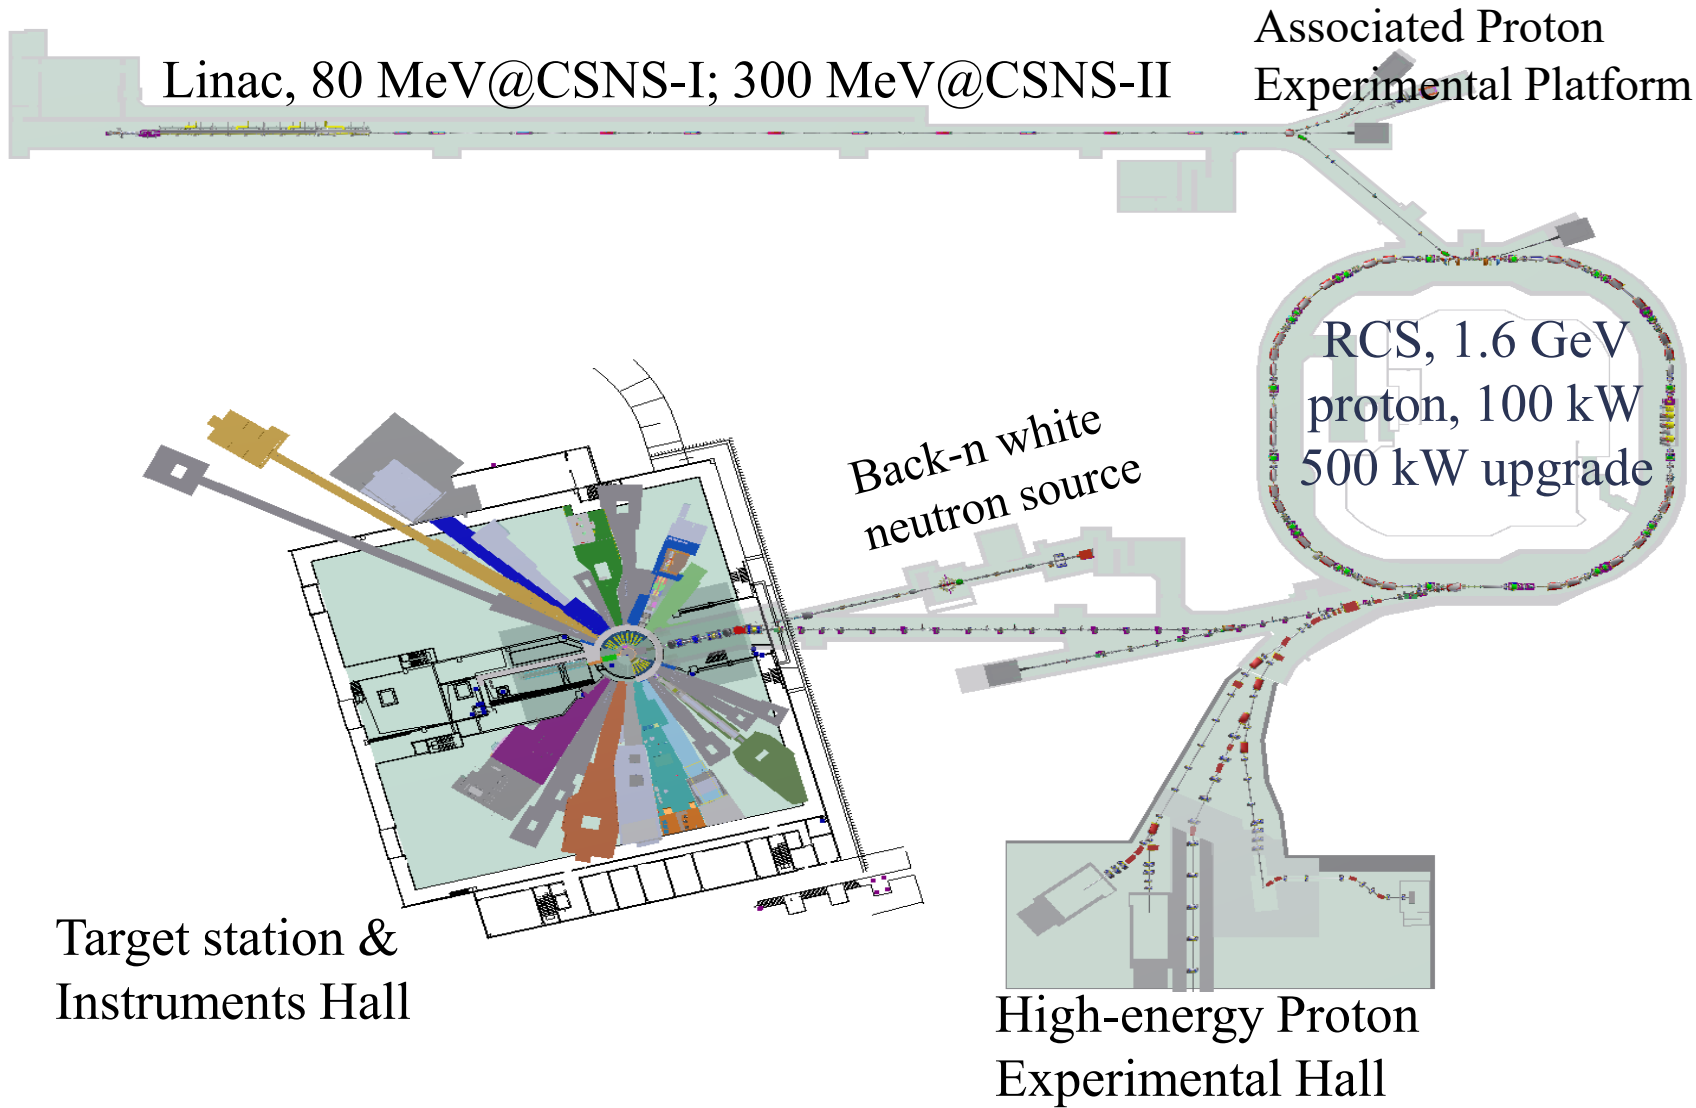 Associated Proton
Experimental Platform
Linac, 80 MeV@CSNS-I; 300 MeV@CSNS-II
RCS, 1.6 GeV
proton, 100 kW
500 kW upgrade
Back-n white
neutron source
Target station &
Instruments Hall
High-energy Proton
Experimental Hall